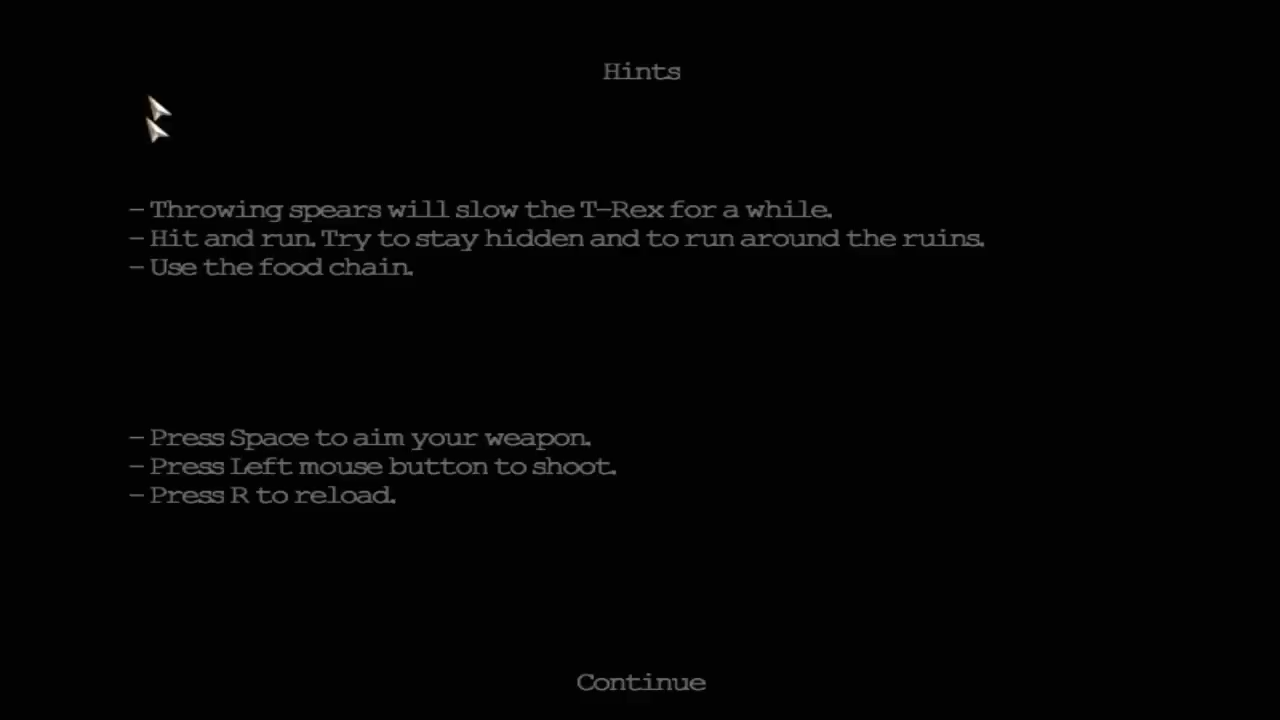 Hints
- Throwing spears will slow the T-Rex for a while.
- Hit and run. Try to stay hidden and to run around the ruins.
- Use the food chain.
- Press Space to aim your weapon.
- Press Left mouse button to shoot.
- Press R to reload.
Continue